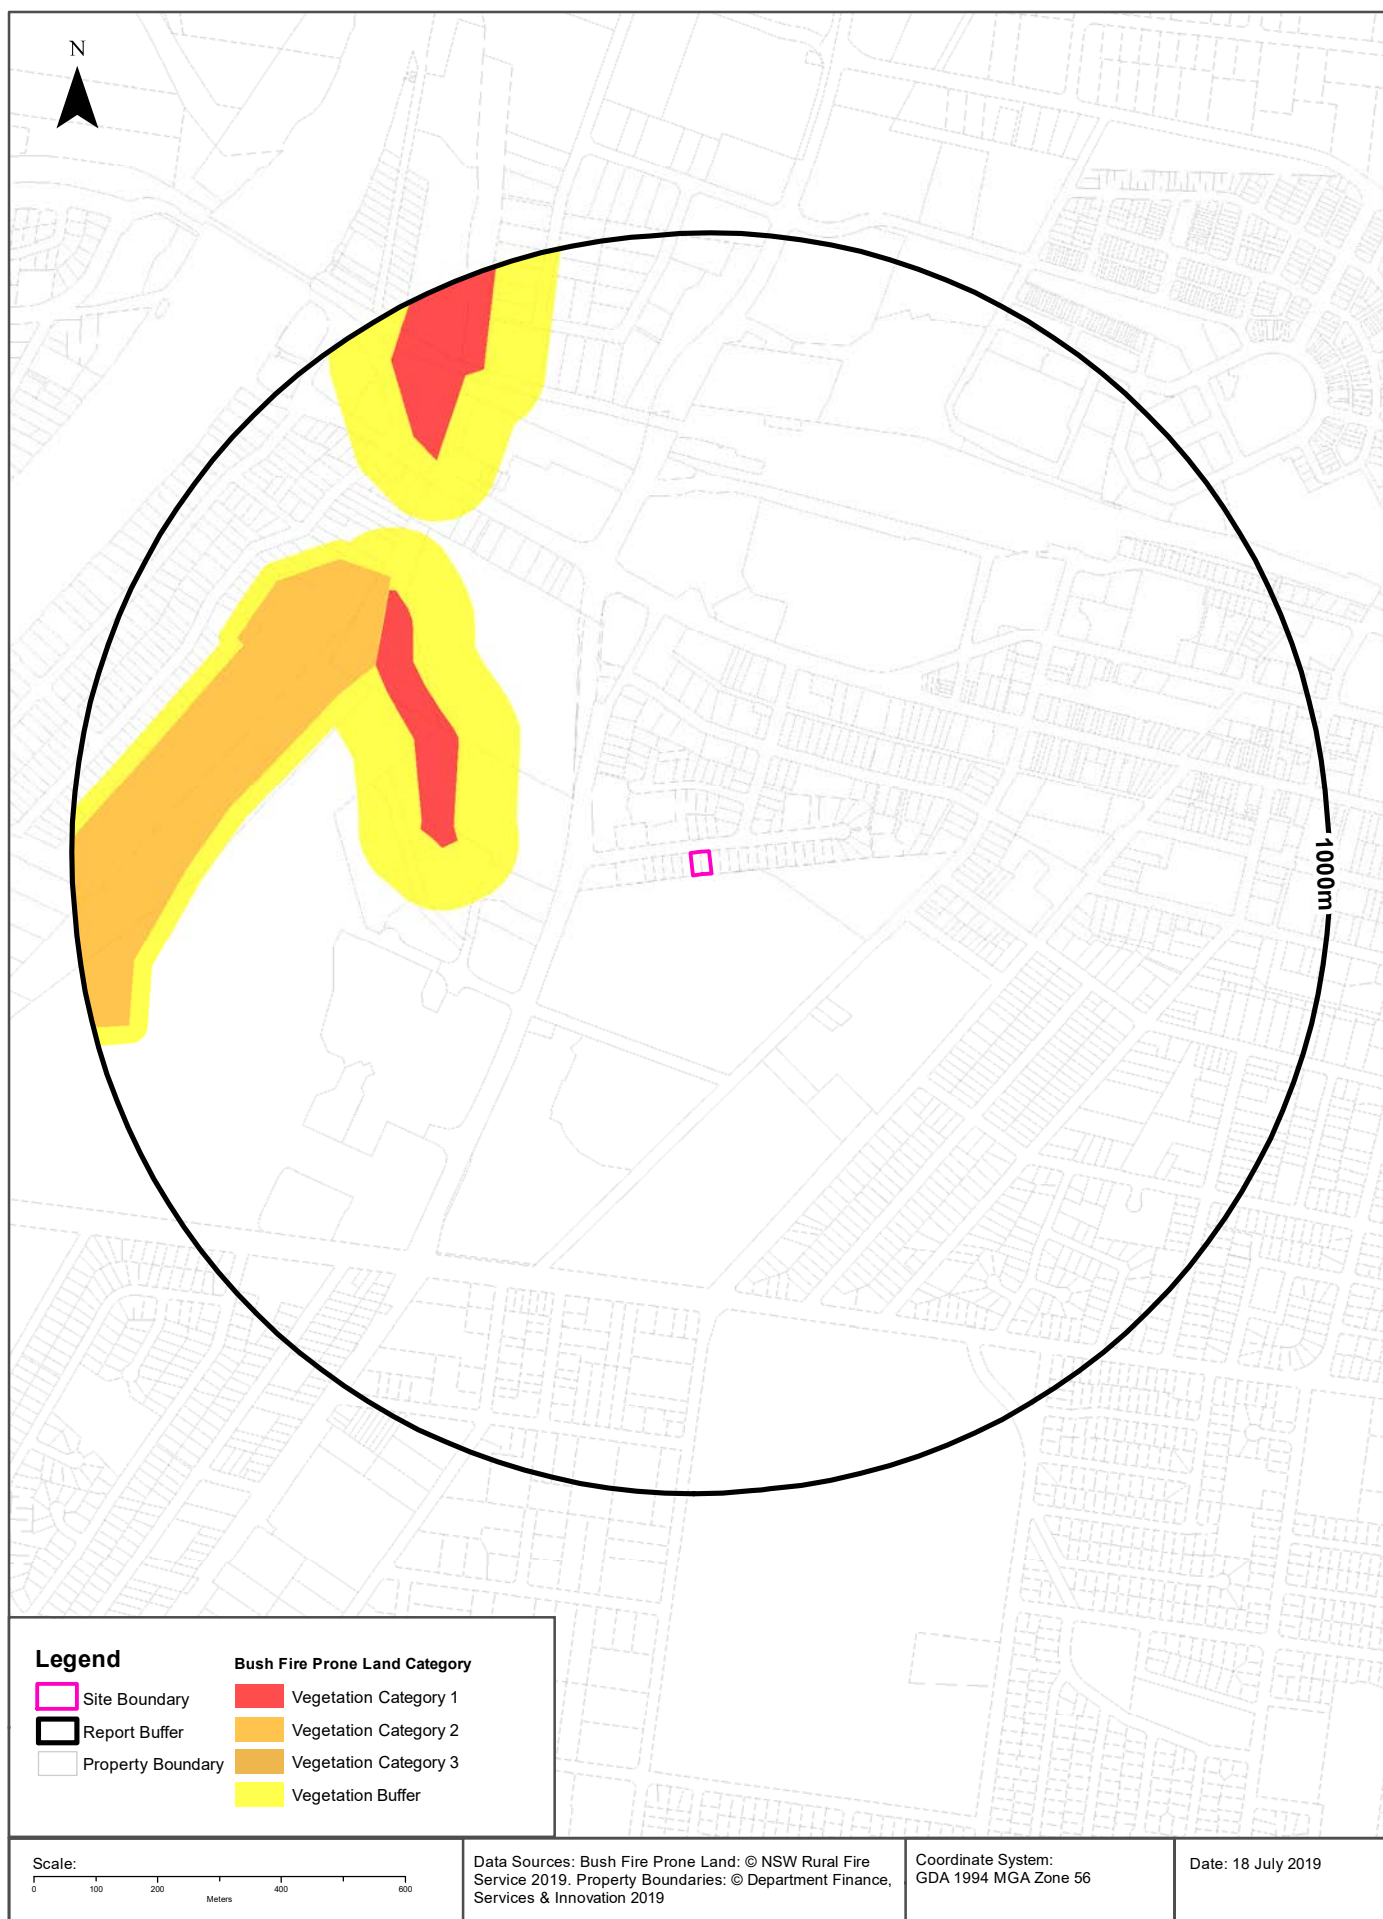 N
1000m
Legend
Site Boundary
Report Buffer
Property Boundary
Bush Fire Prone Land Category
Vegetation Category 1
Vegetation Category 2
Vegetation Category 3
Vegetation Buffer
Scale:
0 100 200 400 600
Meters
Data Sources: Bush Fire Prone Land: © NSW Rural Fire
Service 2019. Property Boundaries: © Department Finance,
Services & Innovation 2019
Coordinate System:
GDA 1994 MGA Zone 56
Date: 18 July 2019